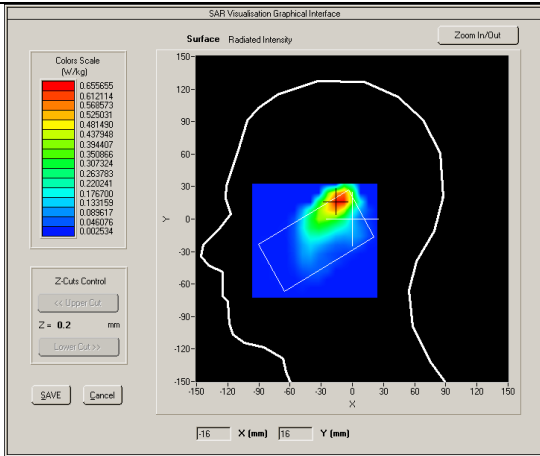 SAR Visualisation Graphical Interface
Surface Radiated Intensity
Zoom In/Out
Colors Scale
(W/kg)
0.655655
0.612114
0.568573
0.525031
0.481490
0.437948
0.394407
0.350866
0.307324
0.263783
0.220241
0.176700
0.133159
0.089617
0.046076
0.002534
Z-Cuts Control
<< Upper Cut
Z = 0.2 mm
Lower Cut >>
SAVE Cancel
150
120
90
60
30
0
-30
-60
-90
-120
-150
Y
-150 -120 -90 -60 -30 0 30 60 90 120 150
X
-16 X (mm) 16 Y (mm)